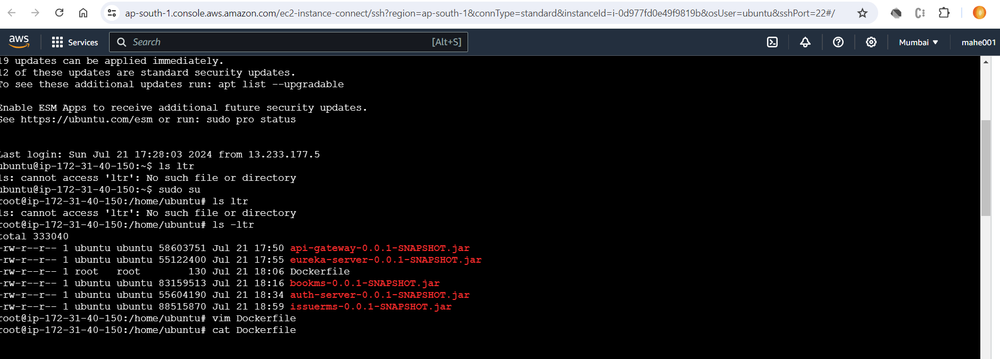 ap-south-1.console.aws.amazon.com/ec2-instance-connect/ssh?region=ap-south-1&connType=standard&instanceId=i-0d977fd0e49f9819b&osUser=ubuntu&sshPort=22#/
aws Services Search [Alt+S] Mumbai mahe001
19 updates can be applied immediately.
12 of these updates are standard security updates.
To see these additional updates run: apt list --upgradable
Enable ESM Apps to receive additional future security updates.
See https://ubuntu.com/esm or run: sudo pro status
Last login: Sun Jul 21 17:28:03 2024 from 13.233.177.5
ubuntu@ip-172-31-40-150:~$ ls ltr
ls: cannot access 'ltr': No such file or directory
ubuntu@ip-172-31-40-150:~$ sudo su
root@ip-172-31-40-150:/home/ubuntu# ls ltr
ls: cannot access 'ltr': No such file or directory
root@ip-172-31-40-150:/home/ubuntu# ls -ltr
total 333040
-rw-r--r-- 1 ubuntu ubuntu 58603751 Jul 21 17:50 api-gateway-0.0.1-SNAPSHOT.jar
-rw-r--r-- 1 ubuntu ubuntu 55122400 Jul 21 17:55 eureka-server-0.0.1-SNAPSHOT.jar
-rw-r--r-- 1 root   root        130 Jul 21 18:06 Dockerfile
-rw-r--r-- 1 ubuntu ubuntu 83159513 Jul 21 18:16 bookms-0.0.1-SNAPSHOT.jar
-rw-r--r-- 1 ubuntu ubuntu 55604190 Jul 21 18:34 auth-server-0.0.1-SNAPSHOT.jar
-rw-r--r-- 1 ubuntu ubuntu 88515870 Jul 21 18:59 issuerms-0.0.1-SNAPSHOT.jar
root@ip-172-31-40-150:/home/ubuntu# vim Dockerfile
root@ip-172-31-40-150:/home/ubuntu# cat Dockerfile